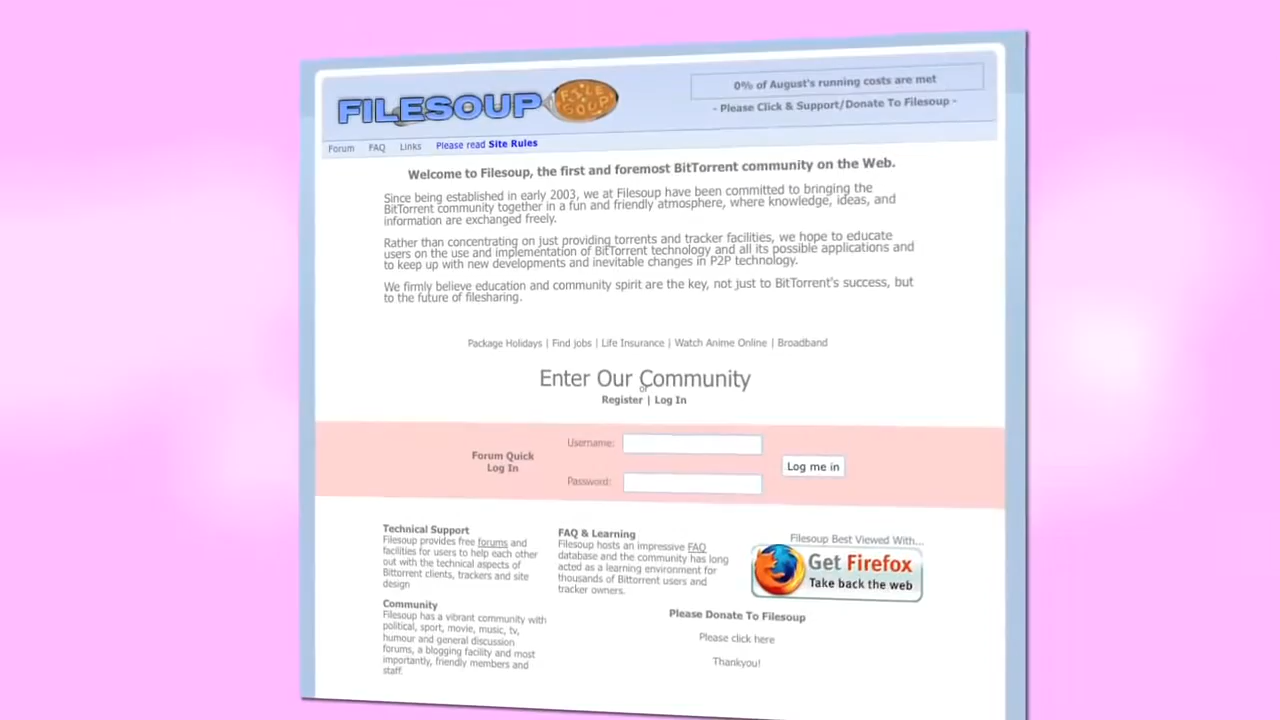 FILESOUP
FILE SOUP
0% of August's running costs are met
- Please Click & Support/Donate To Filesoup -
Forum FAQ Links Please read Site Rules
Welcome to Filesoup, the first and foremost BitTorrent community on the Web.
Since being established in early 2003, we at Filesoup have been committed to bringing the
BitTorrent community together in a fun and friendly atmosphere, where knowledge, ideas, and
information are exchanged freely.
Rather than concentrating on just providing torrents and tracker facilities, we hope to educate
users on the use and implementation of BitTorrent technology and all its possible applications and
to keep up with new developments and inevitable changes in P2P technology.
We firmly believe education and community spirit are the key, not just to BitTorrent's success, but
to the future of filesharing.
Package Holidays | Find jobs | Life Insurance | Watch Anime Online | Broadband
Enter Our Community
or
Register | Log In
Forum Quick
Log In
Username:
Password:
Log me in
Technical Support
Filesoup provides free forums and
facilities for users to help each other
out with the technical aspects of
Bittorrent clients, trackers and site
design
Community
Filesoup has a vibrant community with
political, sport, movie, music, tv,
humour and general discussion
forums, a blogging facility and most
importantly, friendly members and
staff.
FAQ & Learning
Filesoup hosts an impressive FAQ
database and the community has long
acted as a learning environment for
thousands of Bittorrent users and
tracker owners.
Filesoup Best Viewed With...
Get Firefox
Take back the web
Please Donate To Filesoup
Please click here
Thankyou!